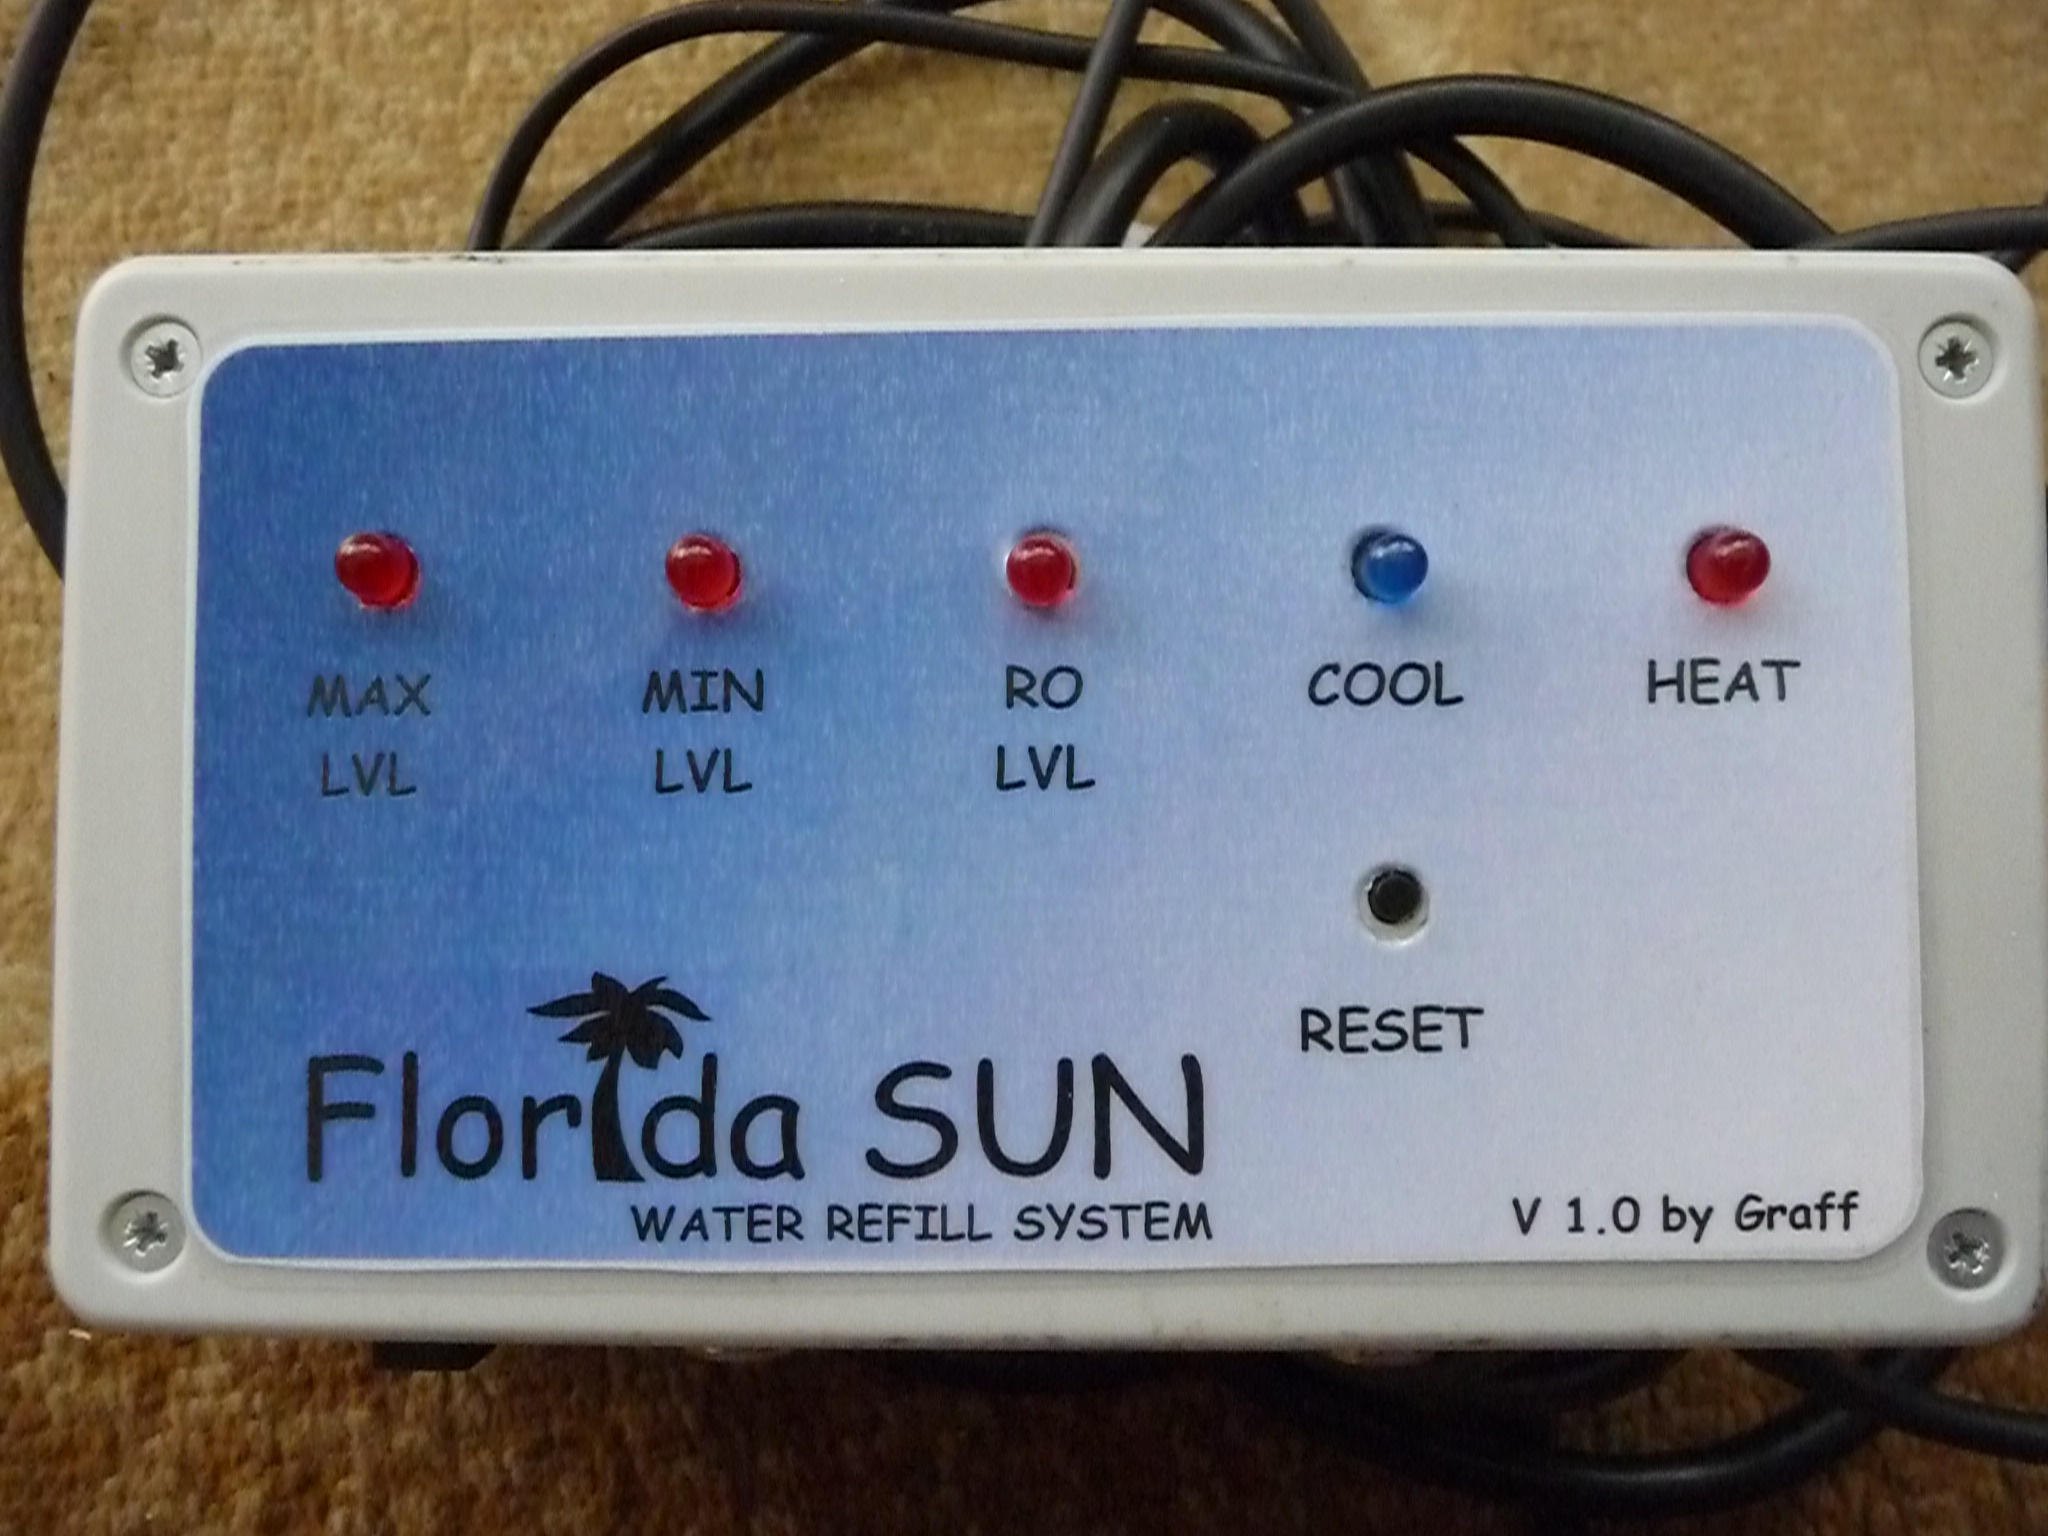 MAX MIN RO COOL HEAT
LVL LVL LVL
RESET
Florida SUN
WATER REFILL SYSTEM
V 1.0 by Graff